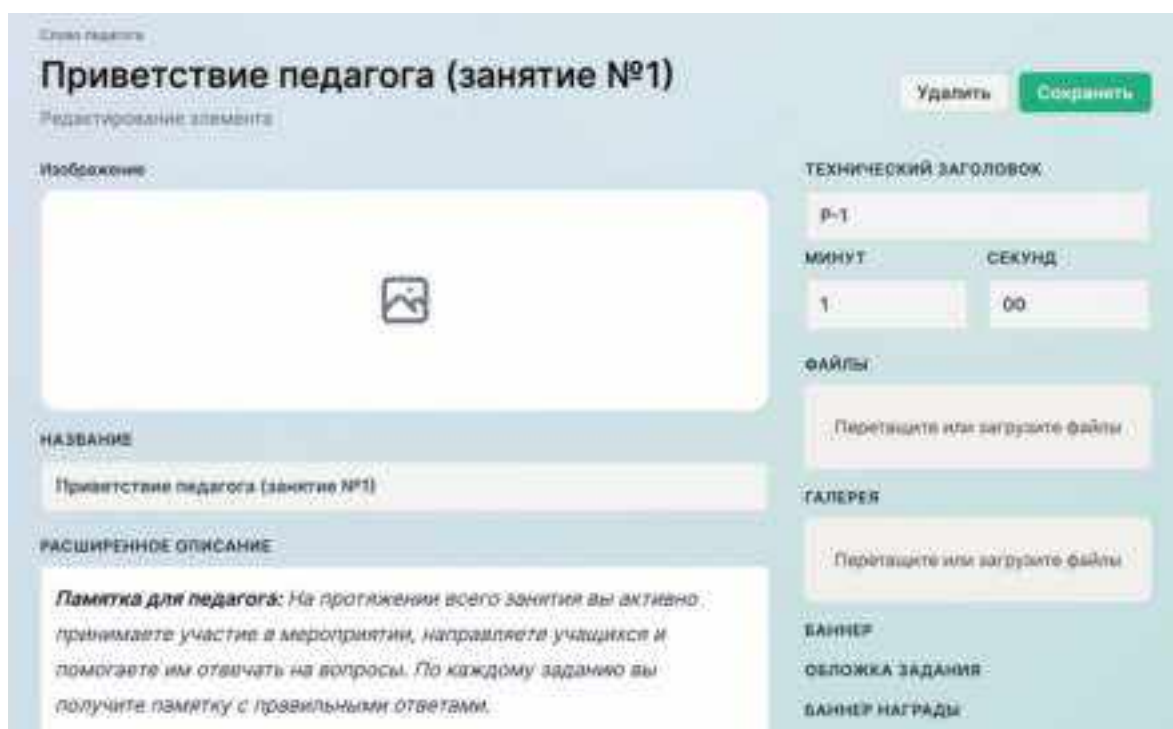 Слово педагога
Приветствие педагога (занятие №1)
Удалить
Сохранить
Редактирование элемента
Изображение
НАЗВАНИЕ
Приветствие педагога (занятие №1)
РАСШИРЕННОЕ ОПИСАНИЕ
Памятка для педагога: На протяжении всего занятия вы активно
принимаете участие в мероприятии, направляете учащихся и
помогаете им отвечать на вопросы. По каждому заданию вы
получите памятку с правильными ответами.
ТЕХНИЧЕСКИЙ ЗАГОЛОВОК
P-1
МИНУТ
СЕКУНД
1
00
ФАЙЛЫ
Перетащите или загрузите файлы
ГАЛЕРЕЯ
Перетащите или загрузите файлы
БАННЕР
ОБЛОЖКА ЗАДАНИЯ
БАННЕР НАГРАДЫ